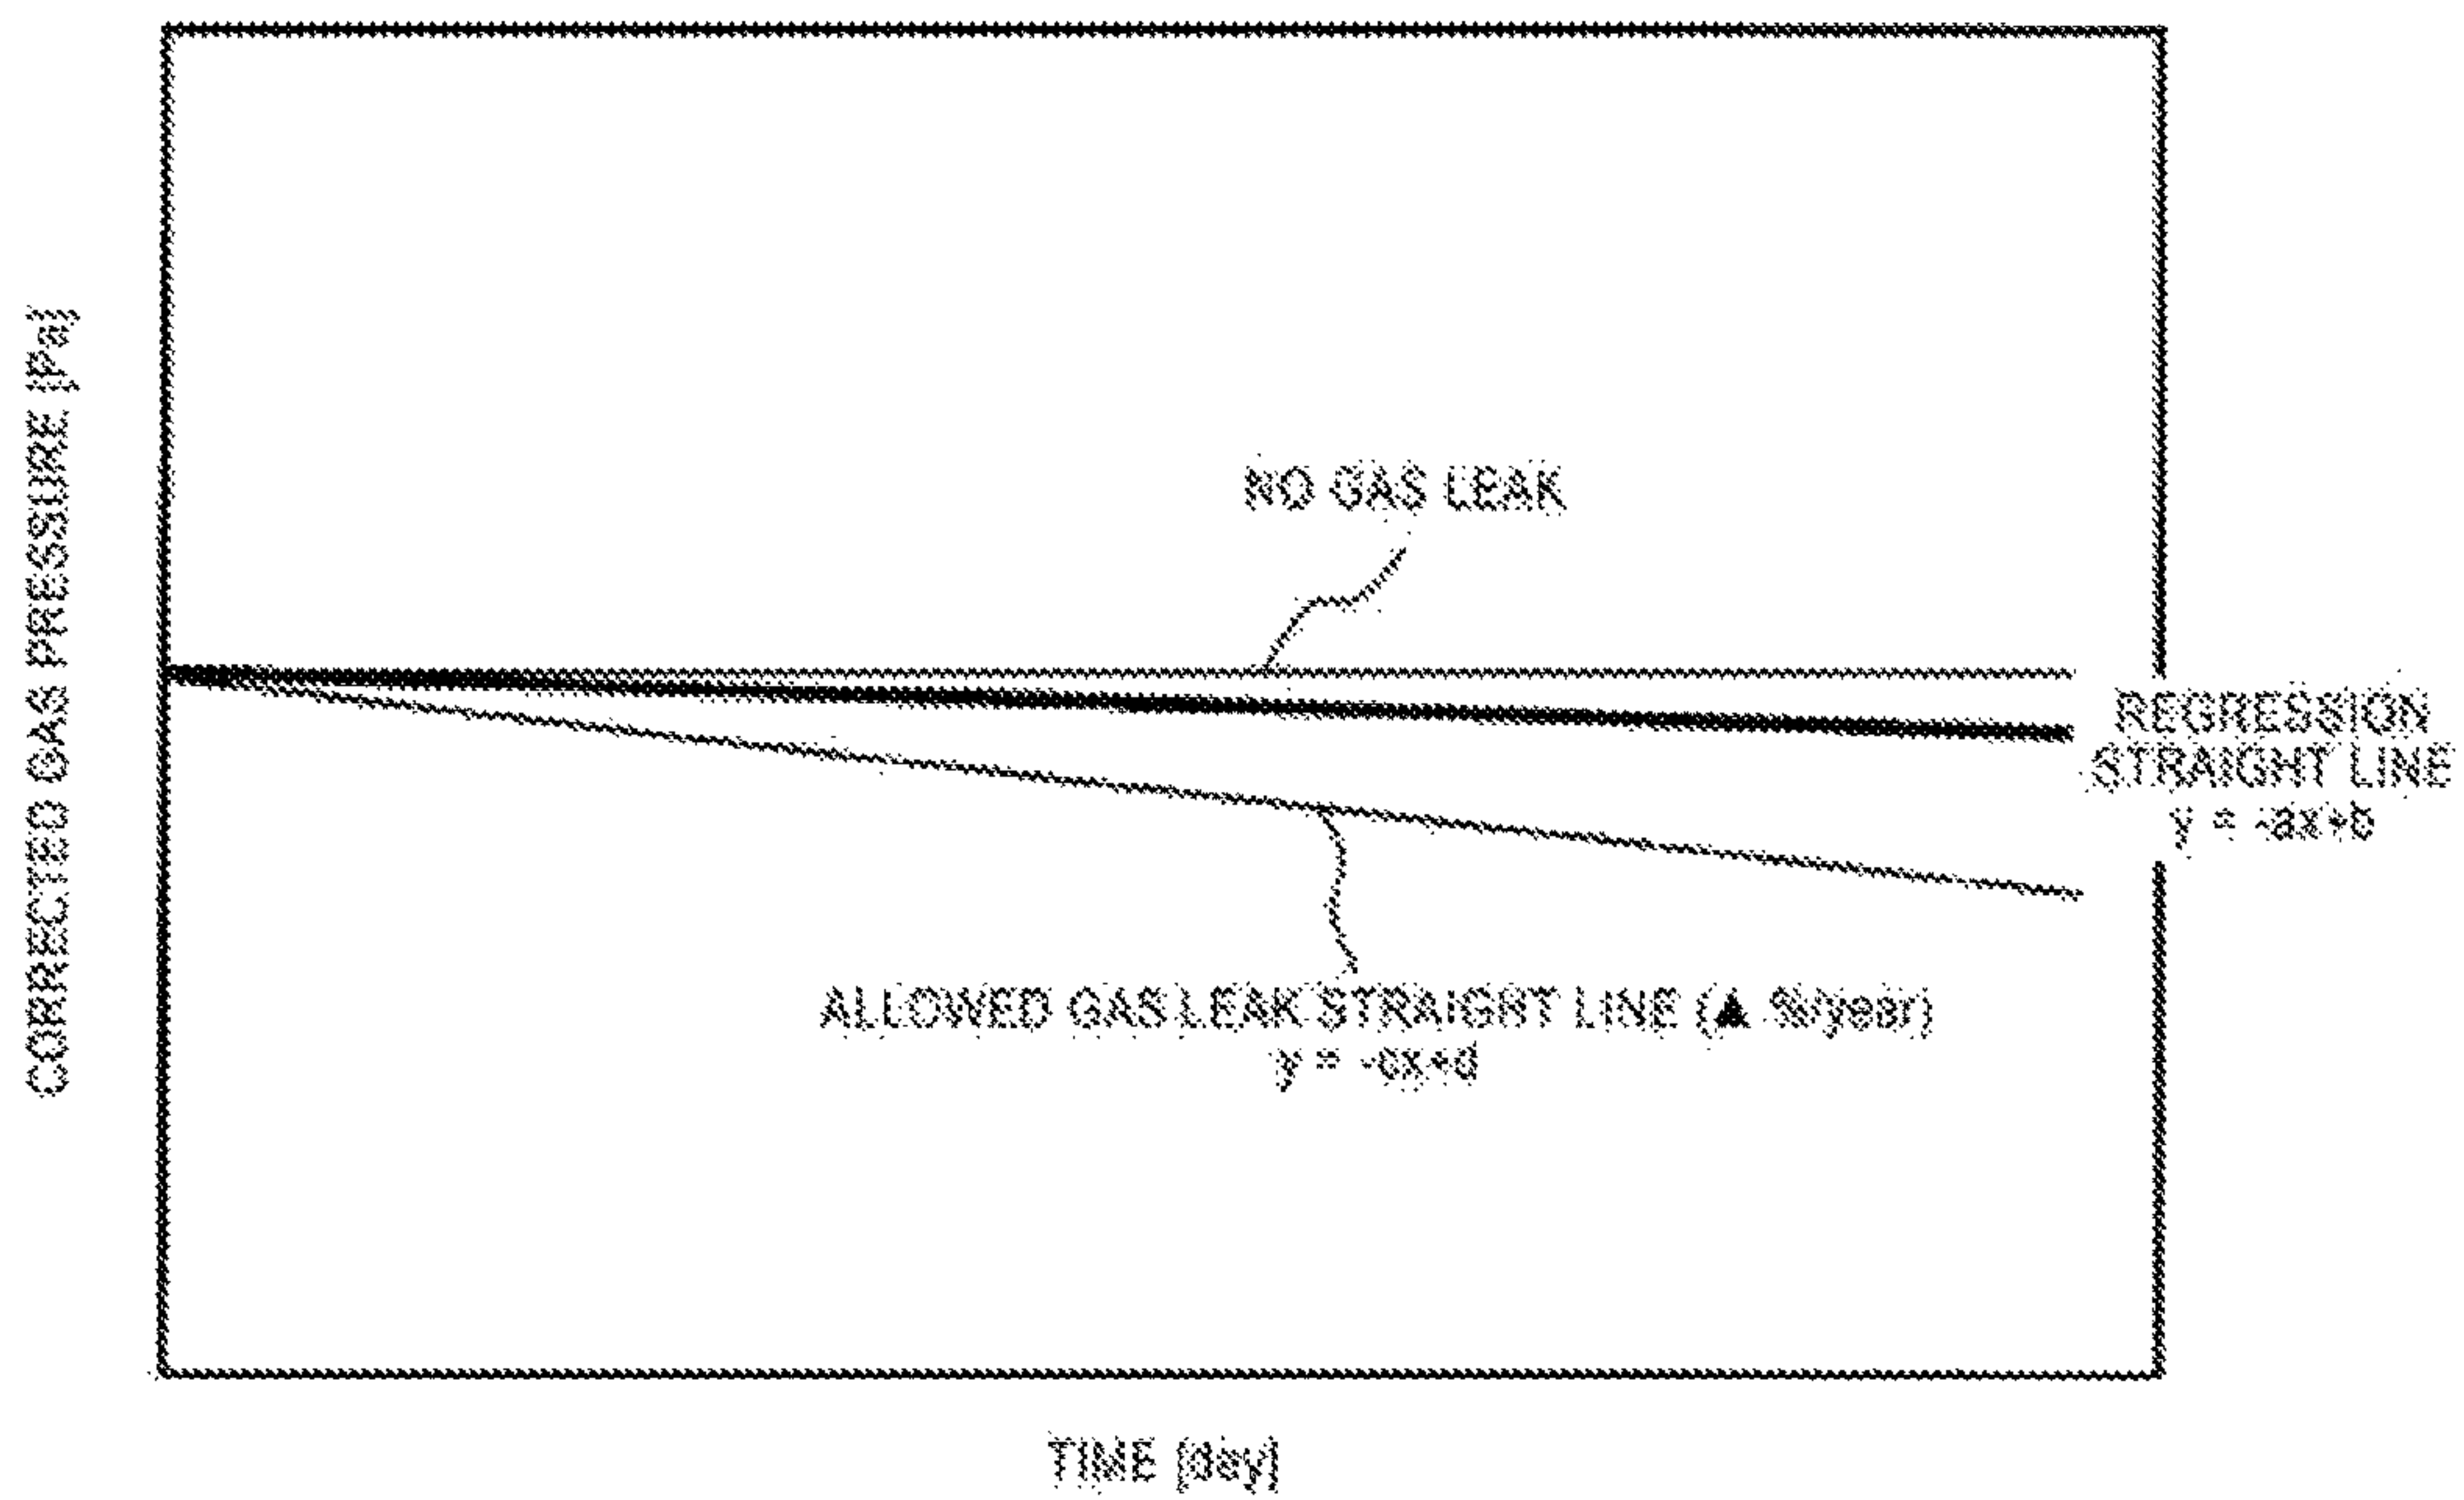 CORRECTED GAS PRESSURE [Pa]
NO GAS LEAK
REGRESSION
STRAIGHT LINE
y = -ax+b
ALLOWED GAS LEAK STRAIGHT LINE (▲ %/year)
y = -cx+d
TIME [day]